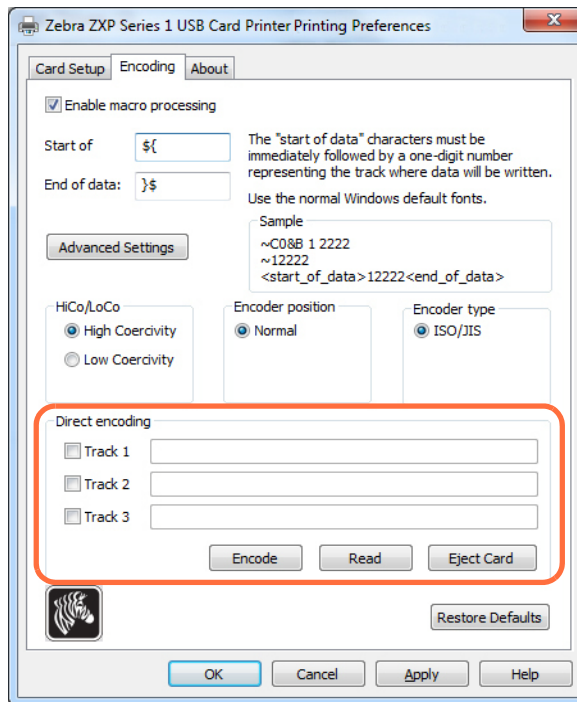 Zebra ZXP Series 1 USB Card Printer Printing Preferences
Card Setup Encoding About
Enable macro processing
Start of ${
The "start of data" characters must be
immediately followed by a one-digit number
representing the track where data will be written.
End of data: }$
Use the normal Windows default fonts.
Advanced Settings
Sample
~C0&B 1 2222
~12222
<start_of_data>12222<end_of_data>
HiCo/LoCo
High Coercivity
Low Coercivity
Encoder position
Normal
Encoder type
ISO/JIS
Direct encoding
Track 1
Track 2
Track 3
Encode Read Eject Card
Restore Defaults
OK Cancel Apply Help